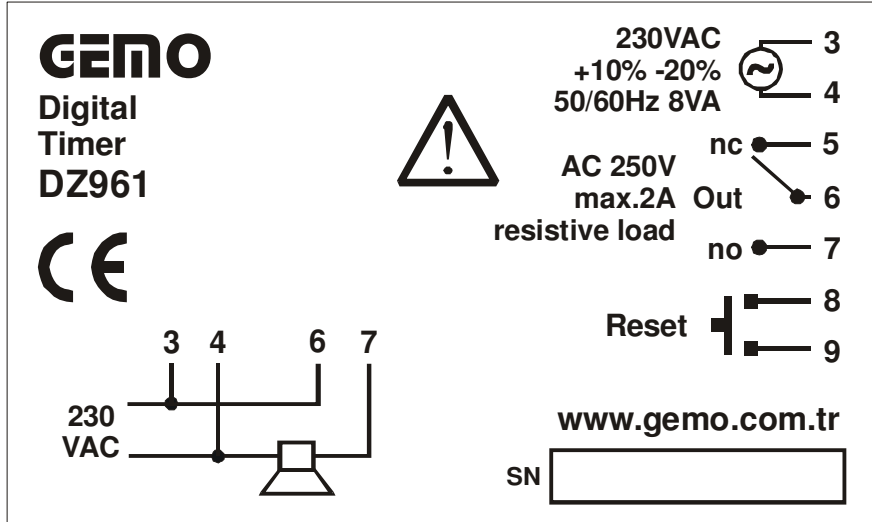 GEMO
Digital
Timer
DZ961
CE
3 4 6 7
230
VAC
230VAC
+10% -20%
50/60Hz 8VA
3
4
AC 250V
max.2A
resistive load
nc
Out
no
5
6
7
Reset
8
9
www.gemo.com.tr
SN